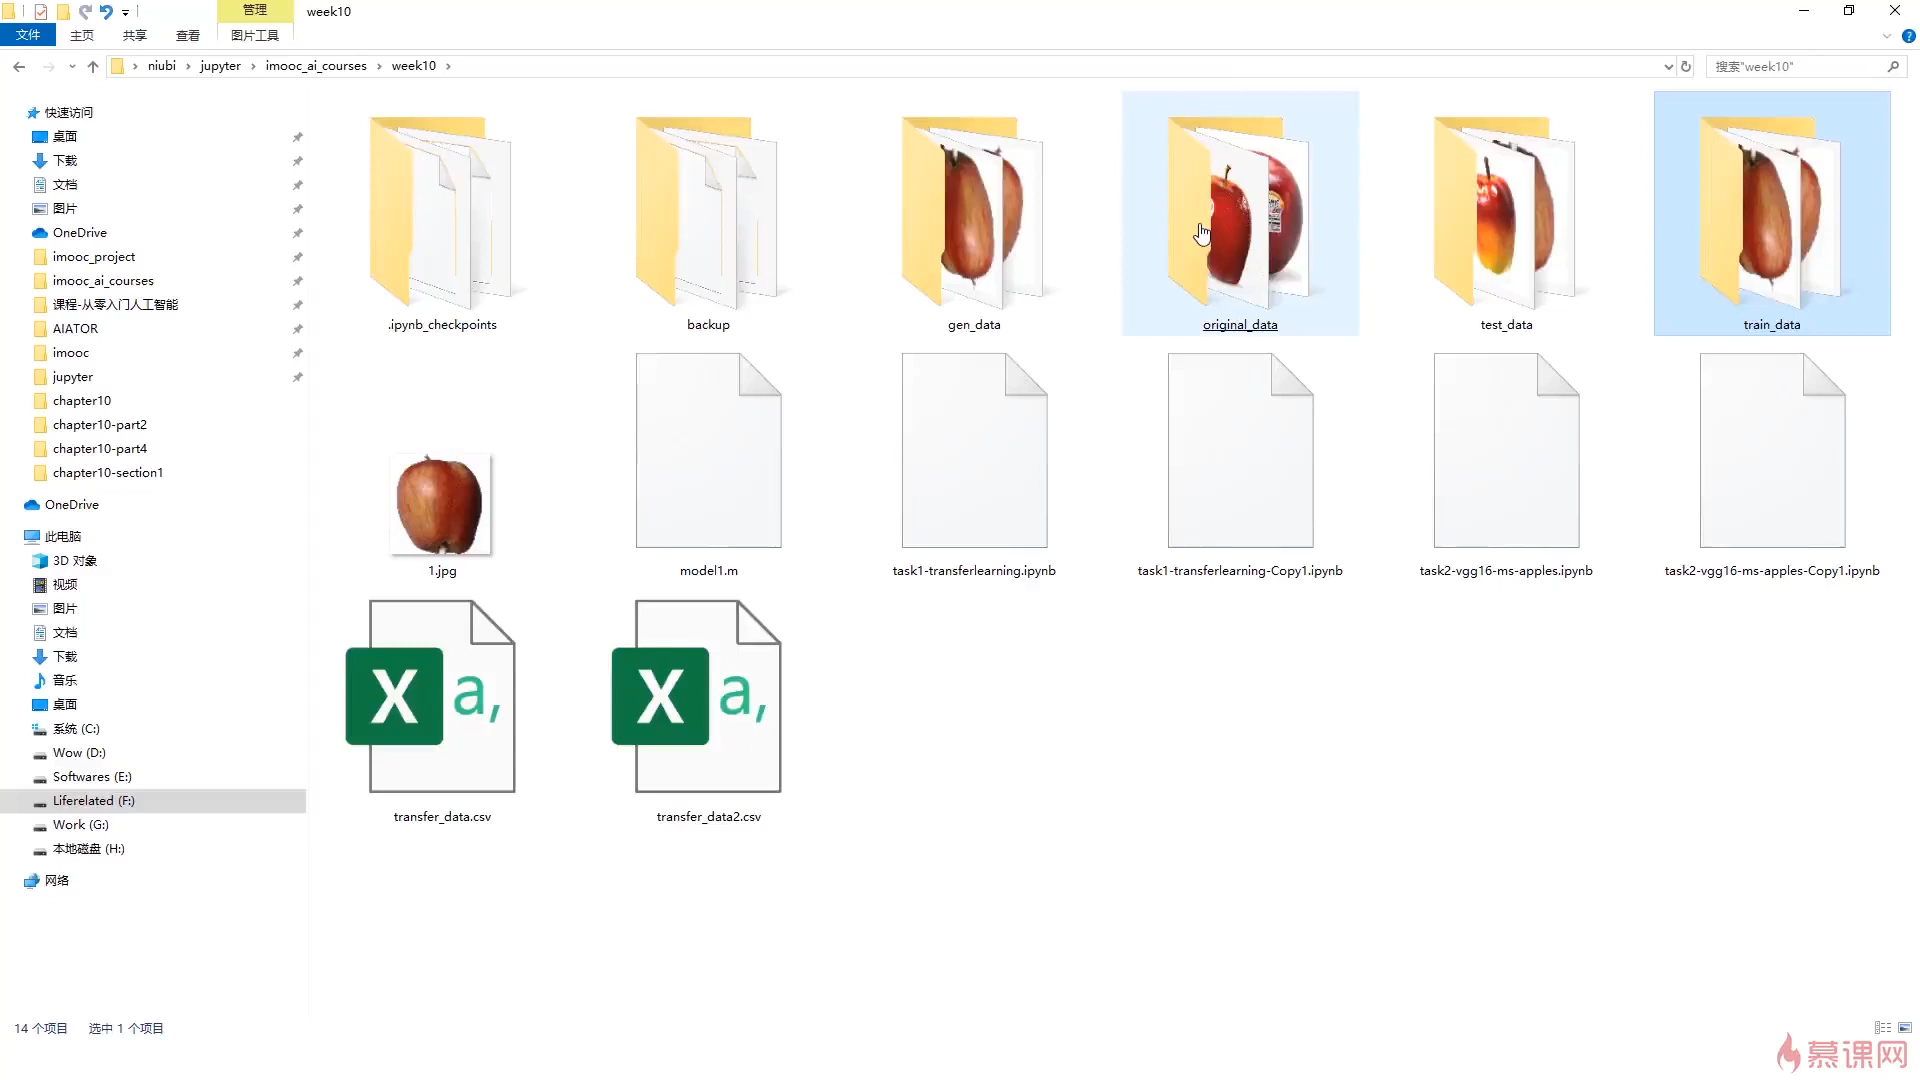 管理
week10
文件
主页
共享
查看
图片工具
niubi
jupyter
imooc_ai_courses
week10
搜索"week10"
快速访问
桌面
下载
文档
图片
OneDrive
imooc_project
imooc_ai_courses
课程-从零入门人工智能
AIATOR
imooc
jupyter
chapter10
chapter10-part2
chapter10-part4
chapter10-section1
OneDrive
此电脑
3D 对象
视频
图片
文档
下载
音乐
桌面
系统 (C:)
Wow (D:)
Softwares (E:)
Liferelated (F:)
Work (G:)
本地磁盘 (H:)
网络
.ipynb_checkpoints
backup
gen_data
original_data
test_data
train_data
1.jpg
model1.m
task1-transferlearning.ipynb
task1-transferlearning-Copy1.ipynb
task2-vgg16-ms-apples.ipynb
task2-vgg16-ms-apples-Copy1.ipynb
X a,
X a,
transfer_data.csv
transfer_data2.csv
14 个项目
选中 1 个项目
慕课网